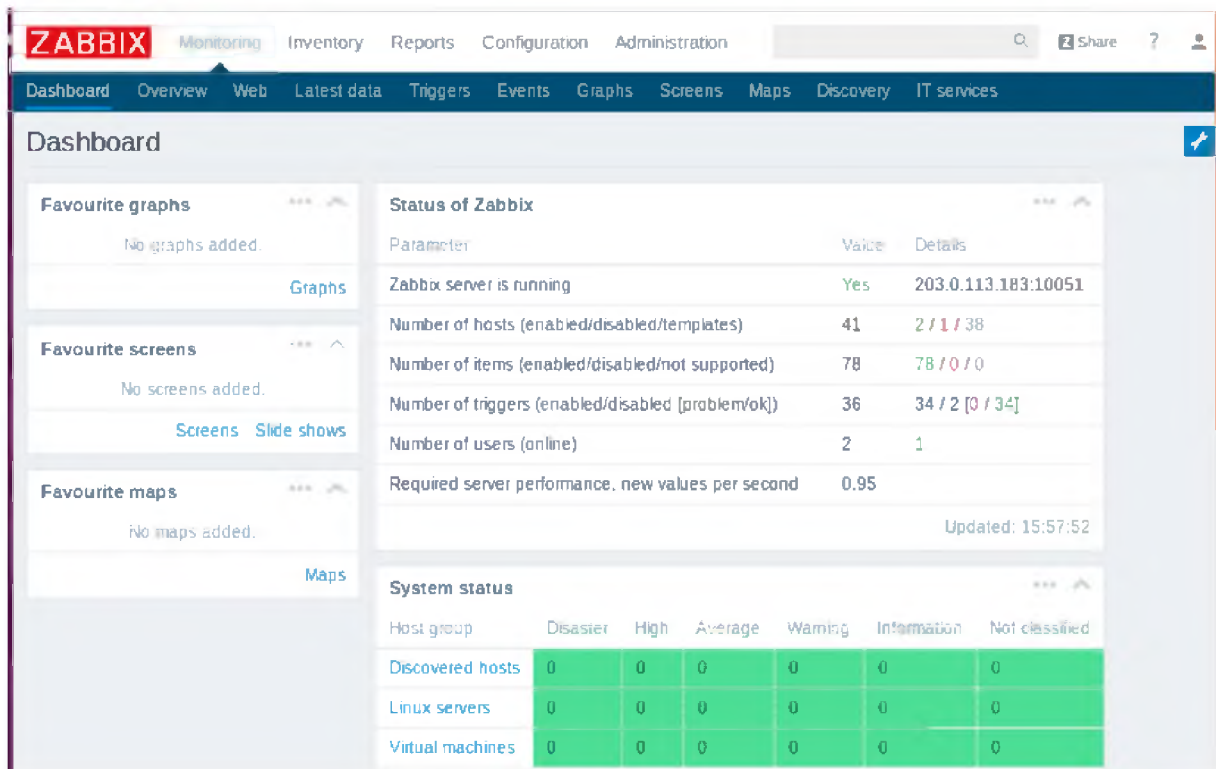 ZABBIX Monitoring Inventory Reports Configuration Administration Z Share ?
Dashboard Overview Web Latest data Triggers Events Graphs Screens Maps Discovery IT services
Dashboard
Favourite graphs
No graphs added.
Graphs
Favourite screens
No screens added.
Screens Slide shows
Favourite maps
No maps added.
Maps
Status of Zabbix
Parameter Value Details
Zabbix server is running Yes 203.0.113.183:10051
Number of hosts (enabled/disabled/templates) 41 2 / 1 / 38
Number of items (enabled/disabled/not supported) 78 78 / 0 / 0
Number of triggers (enabled/disabled [problem/ok]) 36 34 / 2 [0 / 34]
Number of users (online) 2 1
Required server performance, new values per second 0.95
Updated: 15:57:52
System status
Host group Disaster High Average Warning Information Not classified
Discovered hosts 0 0 0 0 0 0
Linux servers 0 0 0 0 0 0
Virtual machines 0 0 0 0 0 0